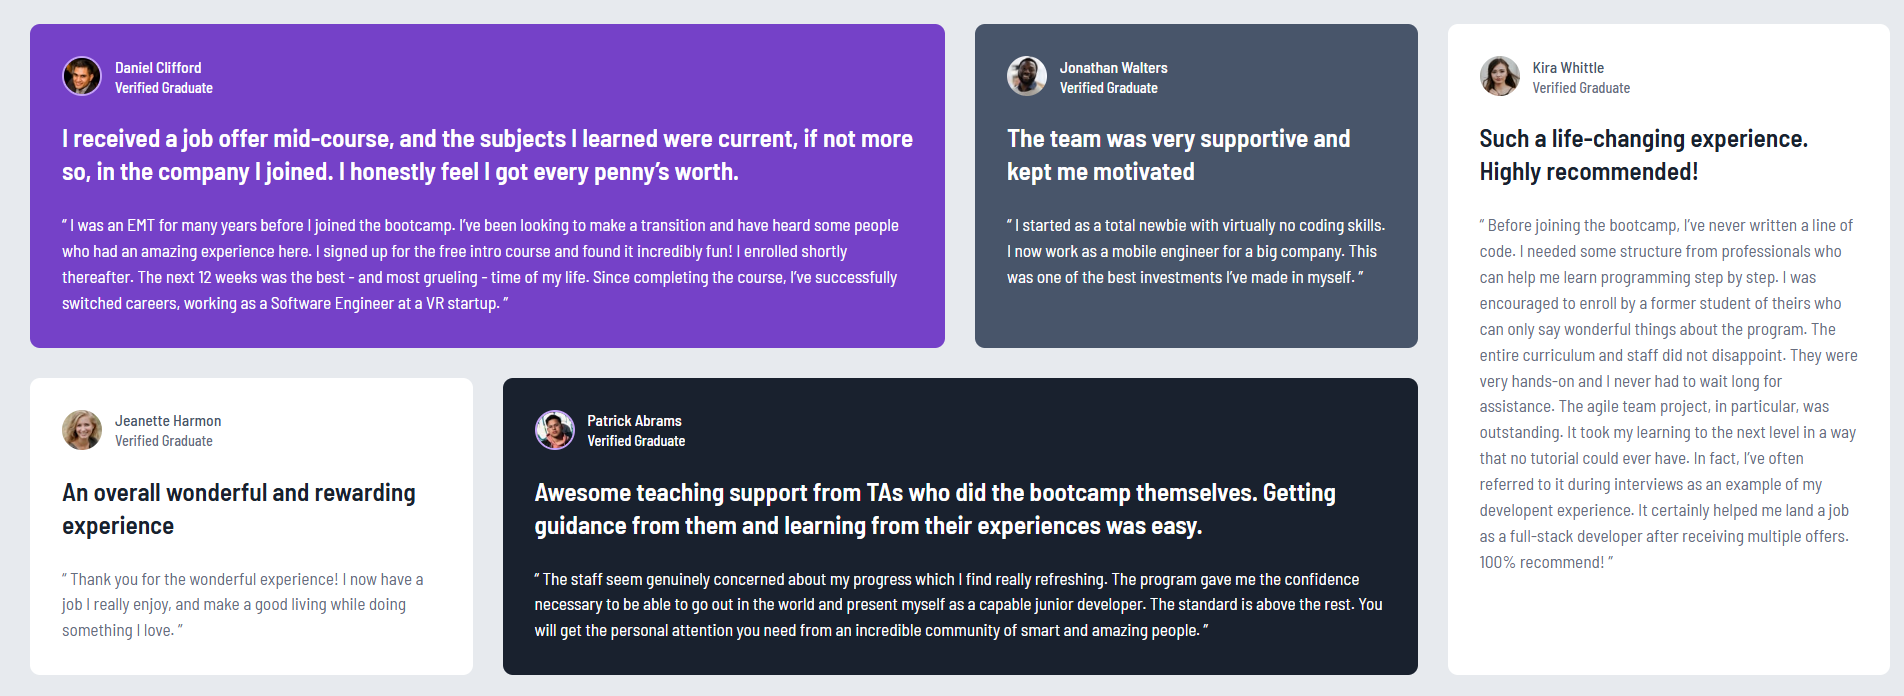 Daniel Clifford
Verified Graduate
I received a job offer mid-course, and the subjects I learned were current, if not more
so, in the company I joined. I honestly feel I got every penny’s worth.
“ I was an EMT for many years before I joined the bootcamp. I’ve been looking to make a transition and have heard some people
who had an amazing experience here. I signed up for the free intro course and found it incredibly fun! I enrolled shortly
thereafter. The next 12 weeks was the best - and most grueling - time of my life. Since completing the course, I’ve successfully
switched careers, working as a Software Engineer at a VR startup. ”
Jonathan Walters
Verified Graduate
The team was very supportive and
kept me motivated
“ I started as a total newbie with virtually no coding skills.
I now work as a mobile engineer for a big company. This
was one of the best investments I’ve made in myself. ”
Kira Whittle
Verified Graduate
Such a life-changing experience.
Highly recommended!
“ Before joining the bootcamp, I’ve never written a line of
code. I needed some structure from professionals who
can help me learn programming step by step. I was
encouraged to enroll by a former student of theirs who
can only say wonderful things about the program. The
entire curriculum and staff did not disappoint. They were
very hands-on and I never had to wait long for
assistance. The agile team project, in particular, was
outstanding. It took my learning to the next level in a way
that no tutorial could ever have. In fact, I’ve often
referred to it during interviews as an example of my
developent experience. It certainly helped me land a job
as a full-stack developer after receiving multiple offers.
100% recommend! ”
Jeanette Harmon
Verified Graduate
An overall wonderful and rewarding
experience
“ Thank you for the wonderful experience! I now have a
job I really enjoy, and make a good living while doing
something I love. ”
Patrick Abrams
Verified Graduate
Awesome teaching support from TAs who did the bootcamp themselves. Getting
guidance from them and learning from their experiences was easy.
“ The staff seem genuinely concerned about my progress which I find really refreshing. The program gave me the confidence
necessary to be able to go out in the world and present myself as a capable junior developer. The standard is above the rest. You
will get the personal attention you need from an incredible community of smart and amazing people. ”